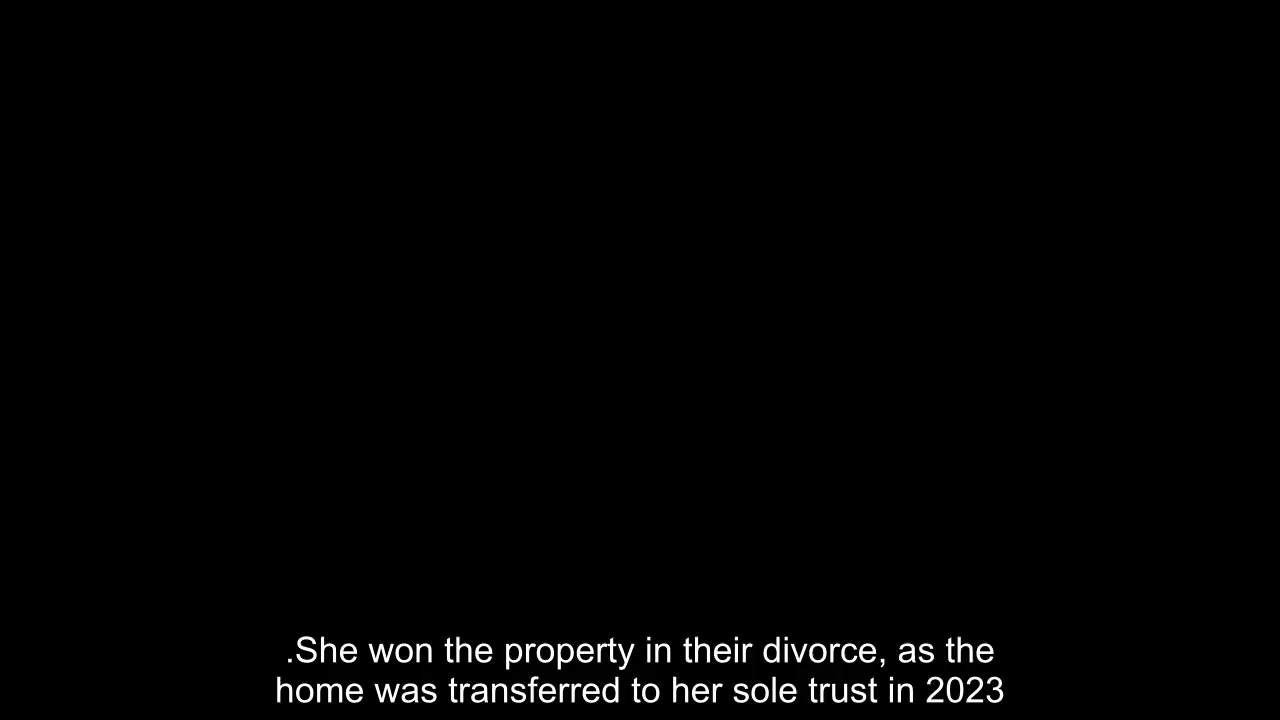 .She won the property in their divorce, as the
home was transferred to her sole trust in 2023